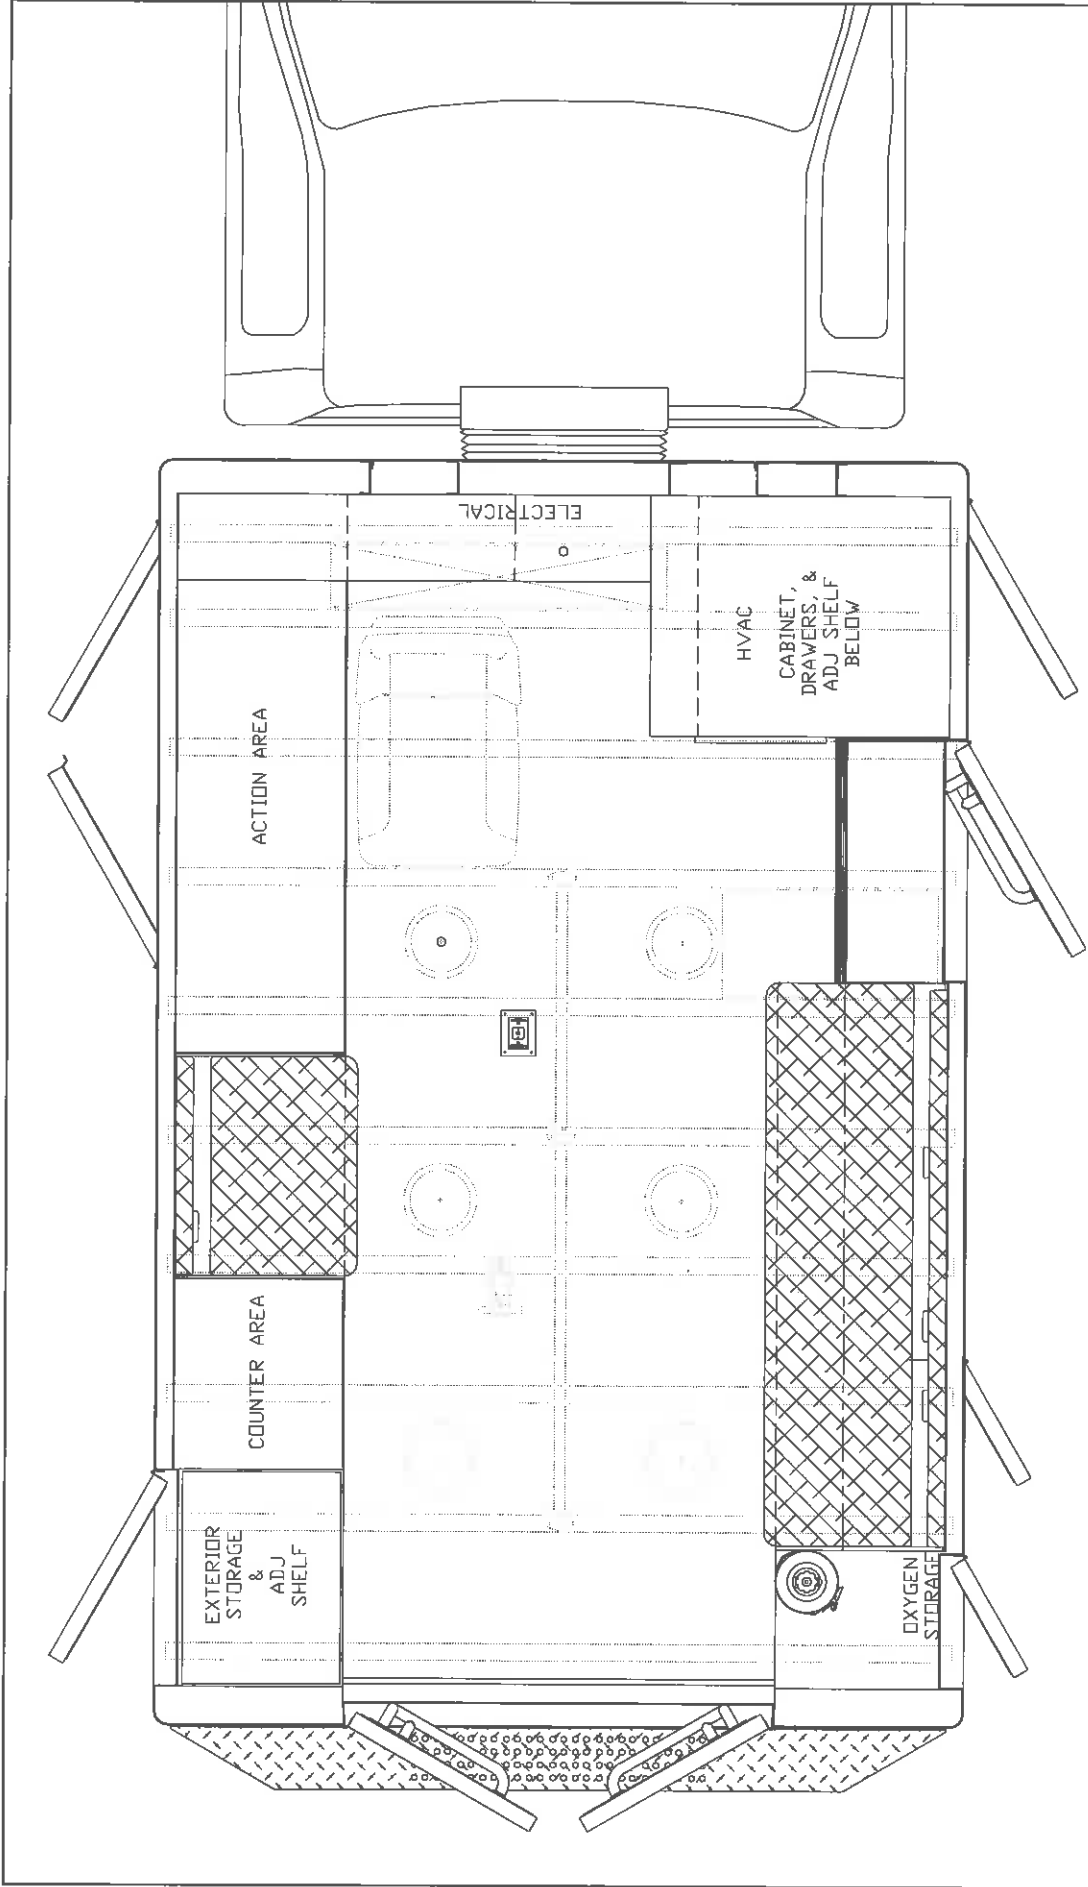 ELECTRICAL
HVAC
CABINET,
DRAWERS, &
ADJ SHELF
BELOW
ACTION AREA
COUNTER AREA
EXTERIOR
STORAGE
&
ADJ
SHELF
OXYGEN
STORAGE